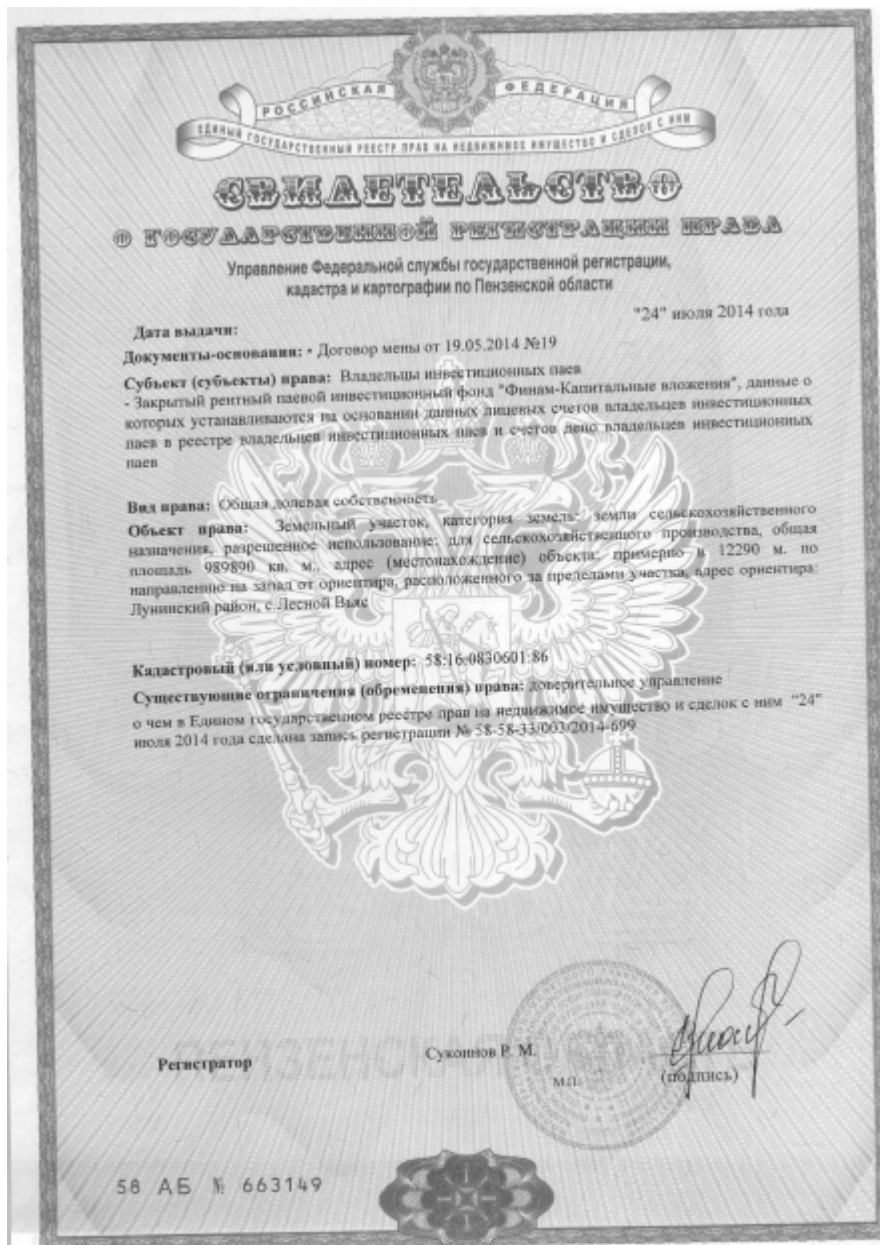 РОССИЙСКАЯ ФЕДЕРАЦИЯ
ЕДИНЫЙ ГОСУДАРСТВЕННЫЙ РЕЕСТР ПРАВ НА НЕДВИЖИМОЕ ИМУЩЕСТВО И СДЕЛОК С НИМ
СВИДЕТЕЛЬСТВО
О ГОСУДАРСТВЕННОЙ РЕГИСТРАЦИИ ПРАВА
Управление Федеральной службы государственной регистрации,
кадастра и картографии по Пензенской области
Дата выдачи: "24" июля 2014 года
Документы-основания: • Договор мены от 19.05.2014 №19
Субъект (субъекты) права: Владельцы инвестиционных паев
- Закрытый рентный паевой инвестиционный фонд "Финам-Капитальные вложения", данные о
которых устанавливаются на основании данных лицевых счетов владельцев инвестиционных
паев в реестре владельцев инвестиционных паев и счетов депо владельцев инвестиционных
паев
Вид права: Общая долевая собственность
Объект права: Земельный участок, категория земель: земли сельскохозяйственного
назначения, разрешенное использование: для сельскохозяйственного производства, общая
площадь 989890 кв. м., адрес (местонахождение) объекта: примерно в 12290 м. по
направлению на запад от ориентира, расположенного за пределами участка, адрес ориентира:
Лунинский район, с.Лесной Вьяс
Кадастровый (или условный) номер: 58:16:0830601:86
Существующие ограничения (обременения) права: доверительное управление
о чем в Едином государственном реестре прав на недвижимое имущество и сделок с ним "24"
июля 2014 года сделана запись регистрации № 58-58-33/003/2014-699
Регистратор Суконнов Р. М.
М.П. (подпись)
ПЕНЗЕНСКАЯ
58 АБ № 663149